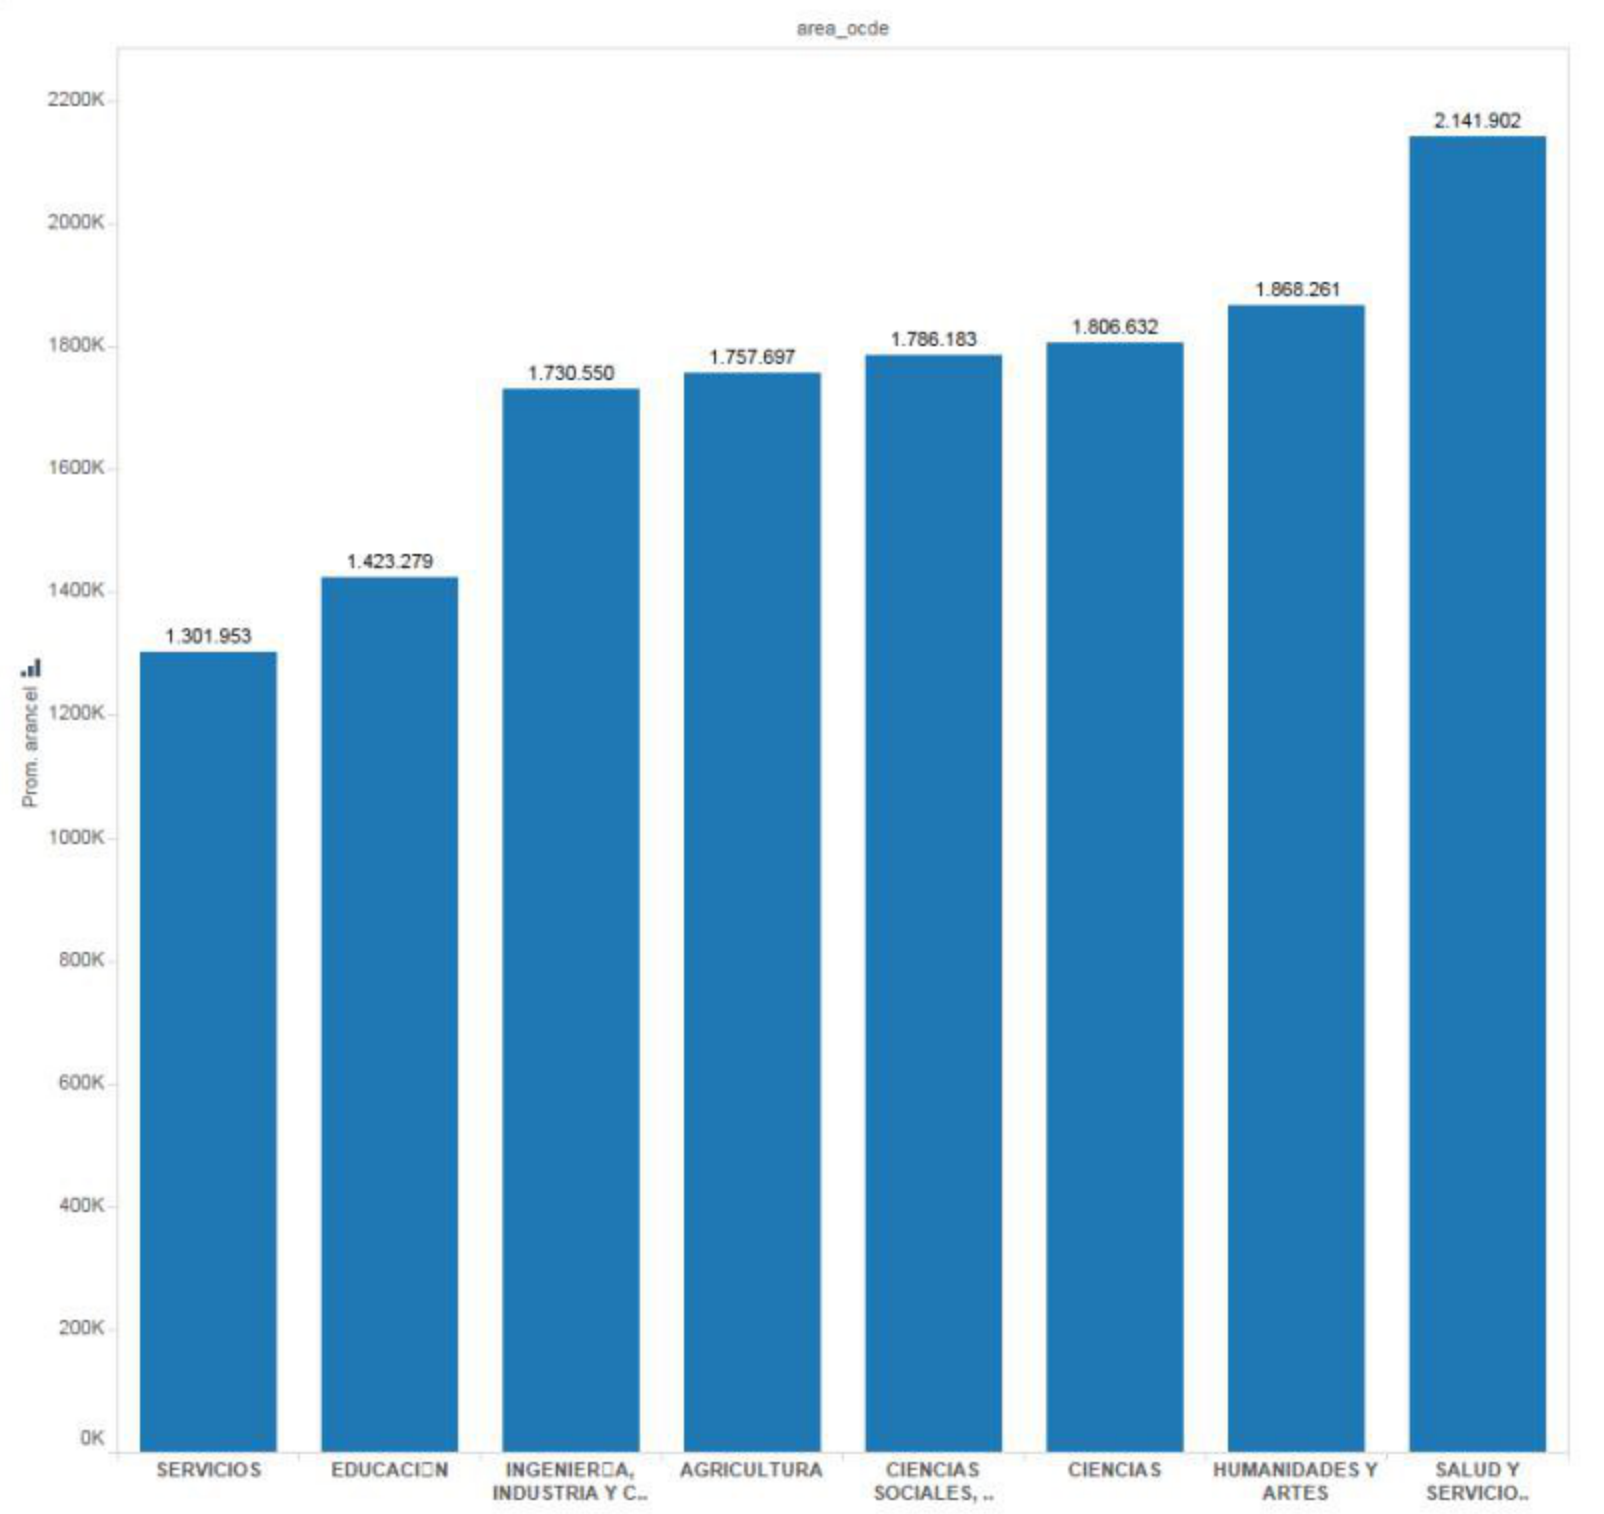 area_ocde
2200K
2000K
1800K
1600K
1400K
1200K
1000K
800K
600K
400K
200K
0K
Prom. arancel
1.301.953
1.423.279
1.730.550
1.757.697
1.786.183
1.806.632
1.868.261
2.141.902
SERVICIOS
EDUCACI□N
INGENIER□A,
INDUSTRIA Y C..
AGRICULTURA
CIENCIAS
SOCIALES, ..
CIENCIAS
HUMANIDADES Y
ARTES
SALUD Y
SERVICIO..